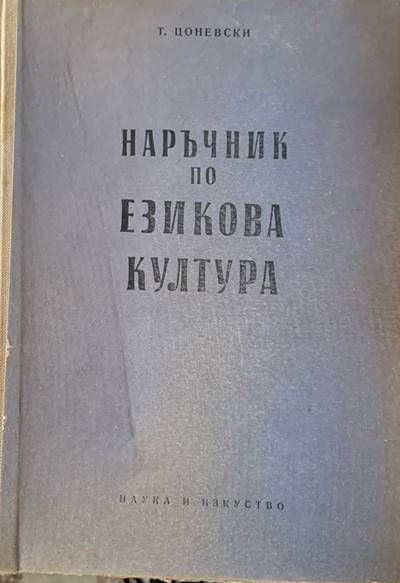 Т. ЦОНЕВСКИ
НАРЪЧНИК
ПО
ЕЗИКОВА
КУЛТУРА
НАУКА И ИЗКУСТВО